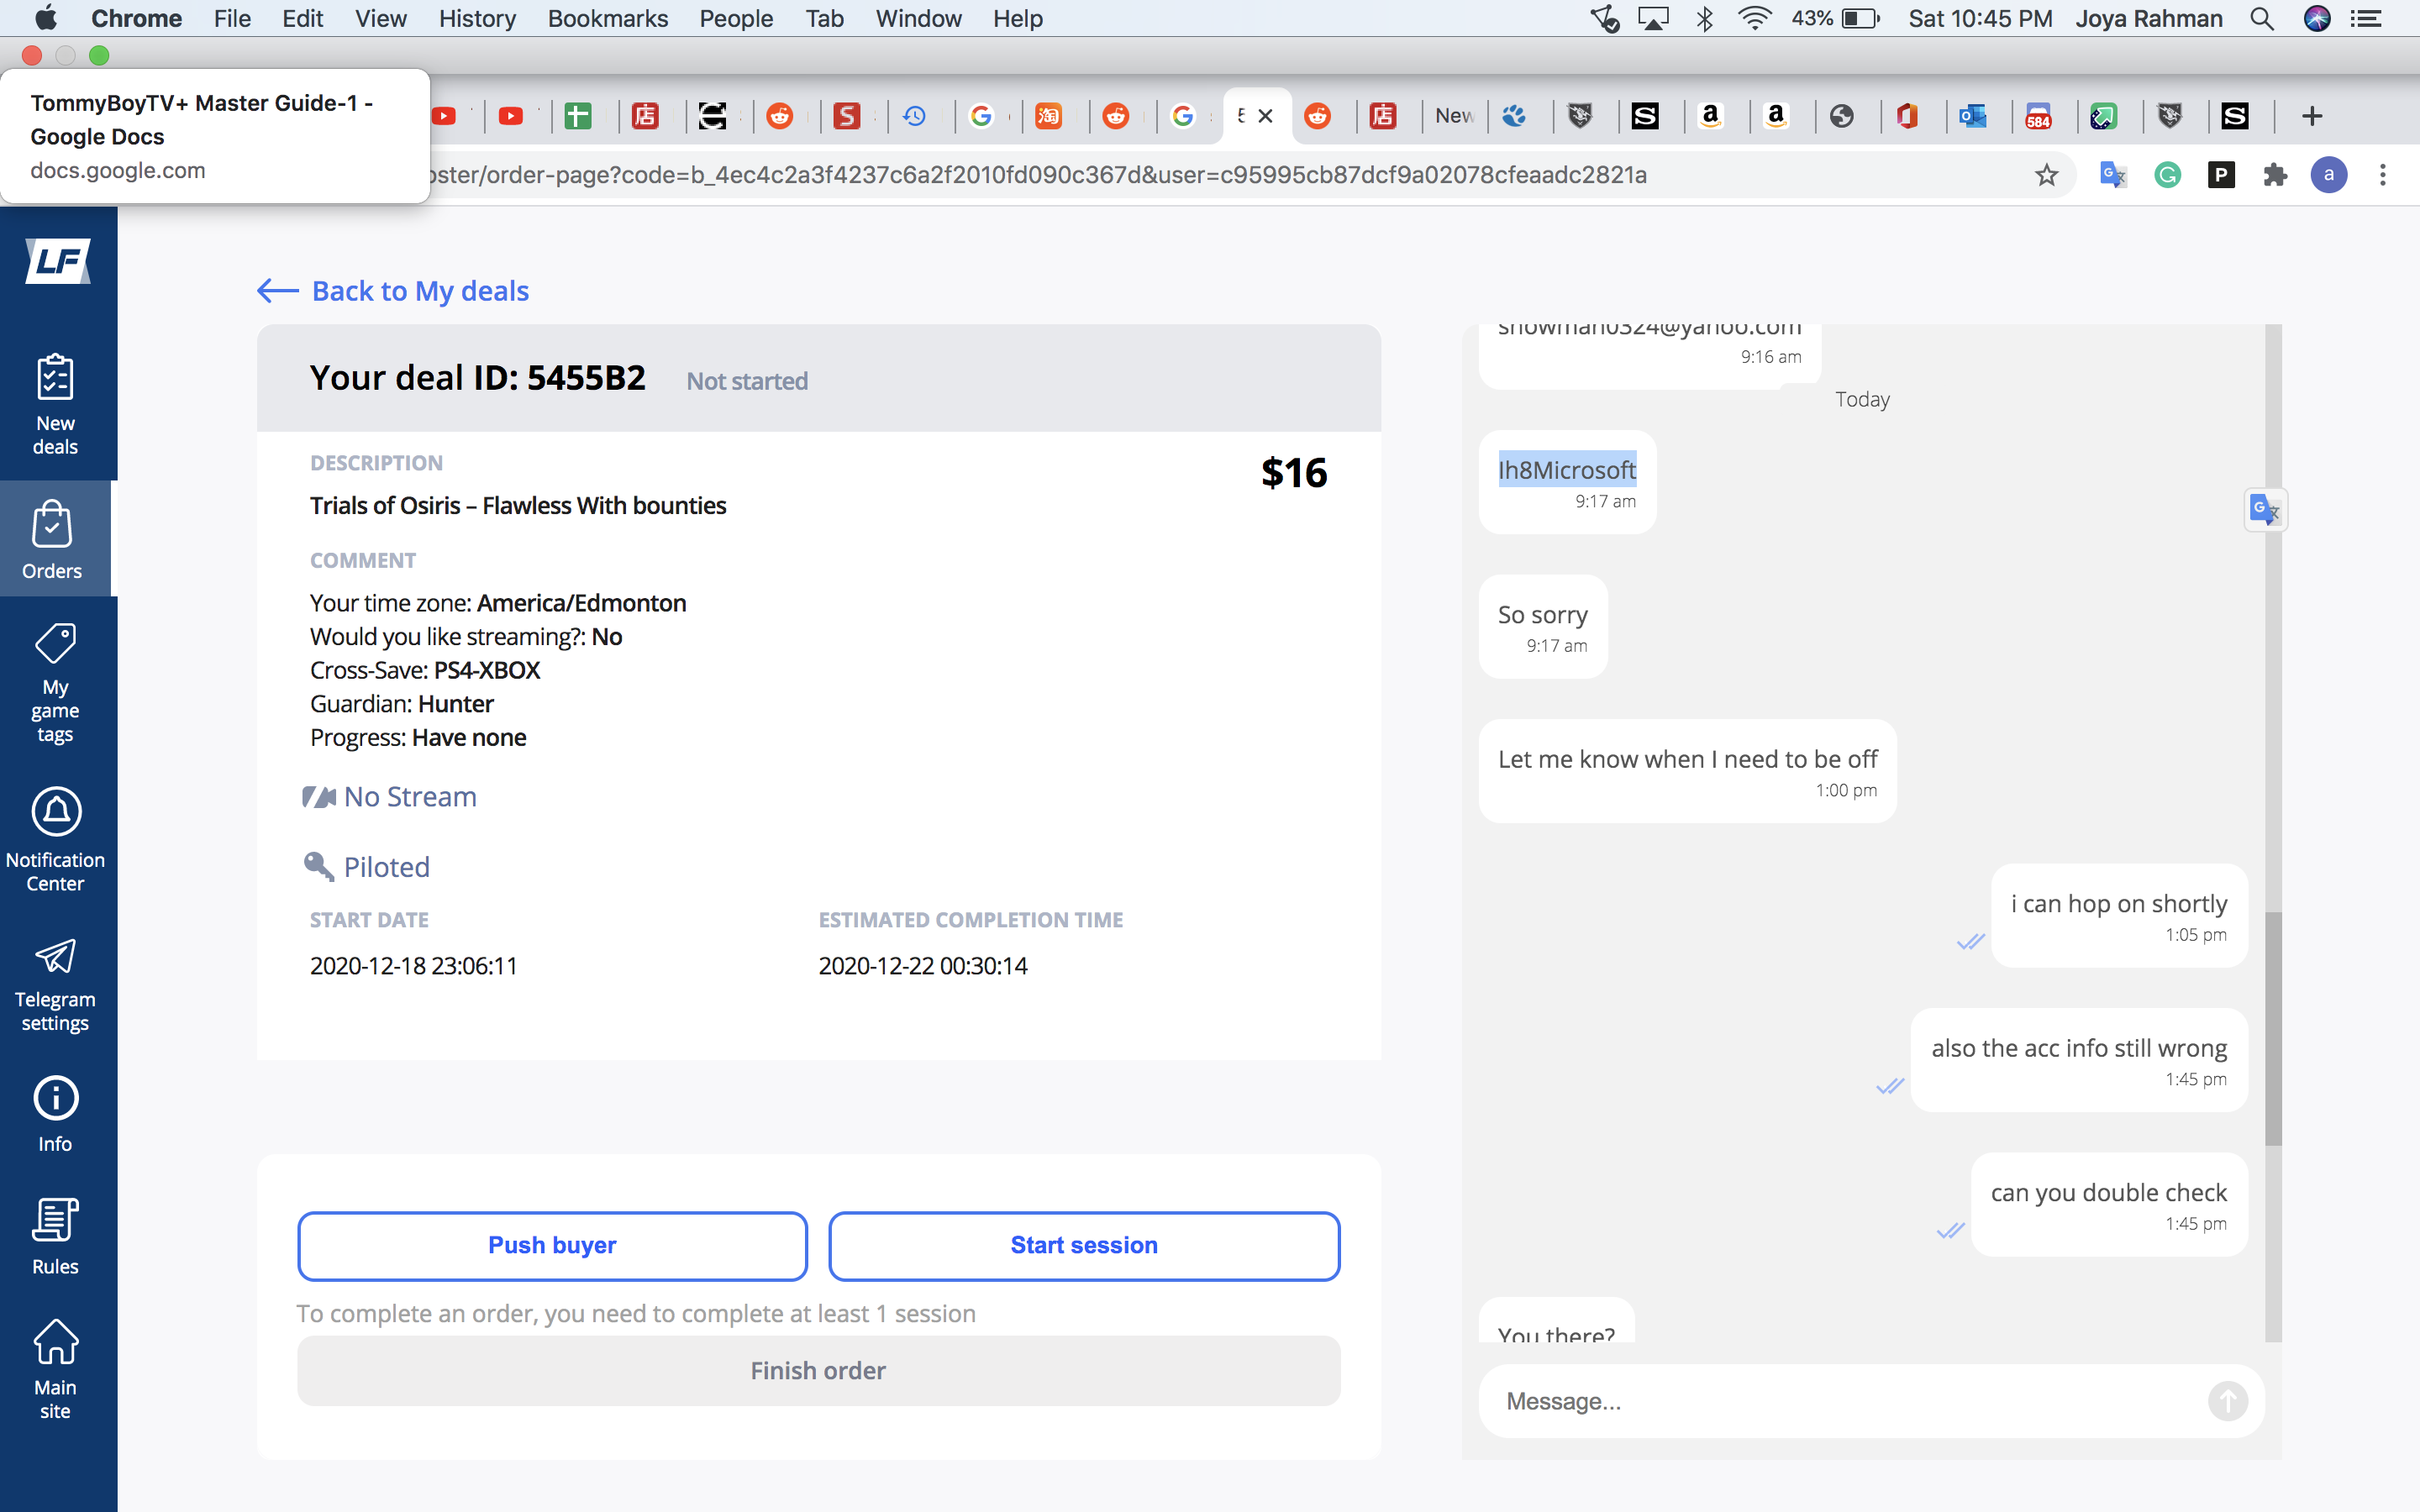 Chrome File Edit View History Bookmarks People Tab Window Help
43% Sat 10:45 PM Joya Rahman
TommyBoyTV+ Master Guide-1 -
Google Docs
docs.google.com
New
584
oster/order-page?code=b_4ec4c2a3f4237c6a2f2010fd090c367d&user=c95995cb87dcf9a02078cfeaadc2821a
LF
New
deals
Orders
My
game
tags
Notification
Center
Telegram
settings
Info
Rules
Main
site
Back to My deals
Your deal ID: 5455B2 Not started
DESCRIPTION
$16
Trials of Osiris – Flawless With bounties
COMMENT
Your time zone: America/Edmonton
Would you like streaming?: No
Cross-Save: PS4-XBOX
Guardian: Hunter
Progress: Have none
No Stream
Piloted
START DATE
2020-12-18 23:06:11
ESTIMATED COMPLETION TIME
2020-12-22 00:30:14
Push buyer
Start session
To complete an order, you need to complete at least 1 session
Finish order
snowman0324@yahoo.com
9:16 am
Today
Ih8Microsoft
9:17 am
So sorry
9:17 am
Let me know when I need to be off
1:00 pm
i can hop on shortly
1:05 pm
also the acc info still wrong
1:45 pm
can you double check
1:45 pm
You there?
Message...